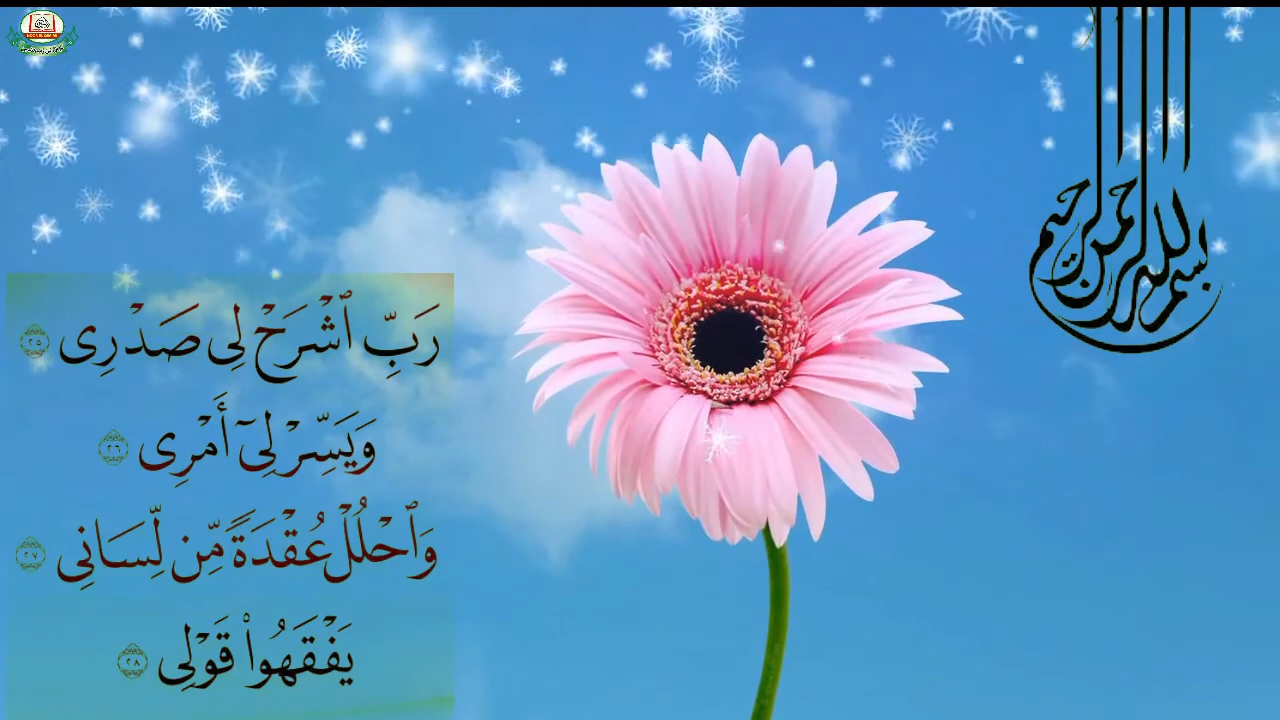 بسم الله الرحمن الرحيم
رَبِّ ٱشْرَحْ لِى صَدْرِى ٢٥
وَيَسِّرْ لِىٓ أَمْرِى ٢٦
وَٱحْلُلْ عُقْدَةً مِّن لِّسَانِى ٢٧
يَفْقَهُوا۟ قَوْلِى ٢٨